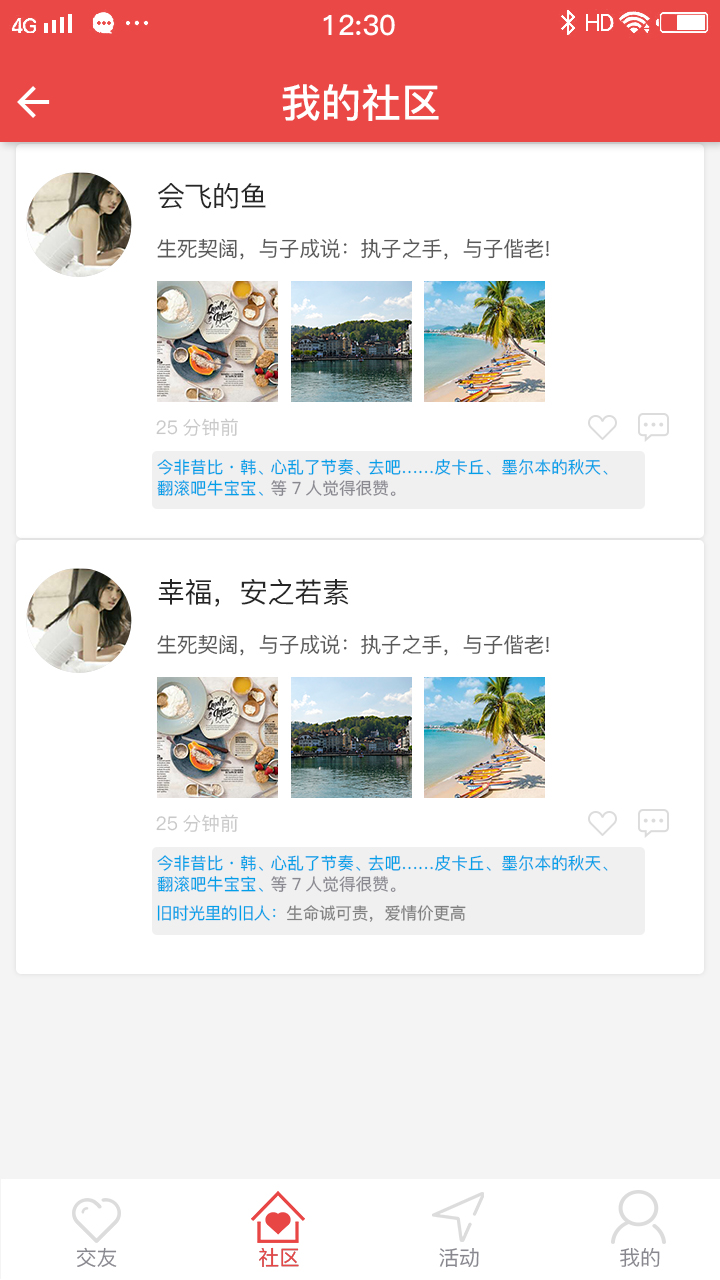 4G
12:30
HD
我的社区
会飞的鱼
生死契阔，与子成说：执子之手，与子偕老!
25 分钟前
今非昔比·韩、心乱了节奏、去吧……皮卡丘、墨尔本的秋天、
翻滚吧牛宝宝、等 7 人觉得很赞。
幸福，安之若素
生死契阔，与子成说：执子之手，与子偕老!
25 分钟前
今非昔比·韩、心乱了节奏、去吧……皮卡丘、墨尔本的秋天、
翻滚吧牛宝宝、等 7 人觉得很赞。
旧时光里的旧人：生命诚可贵，爱情价更高
交友
社区
活动
我的